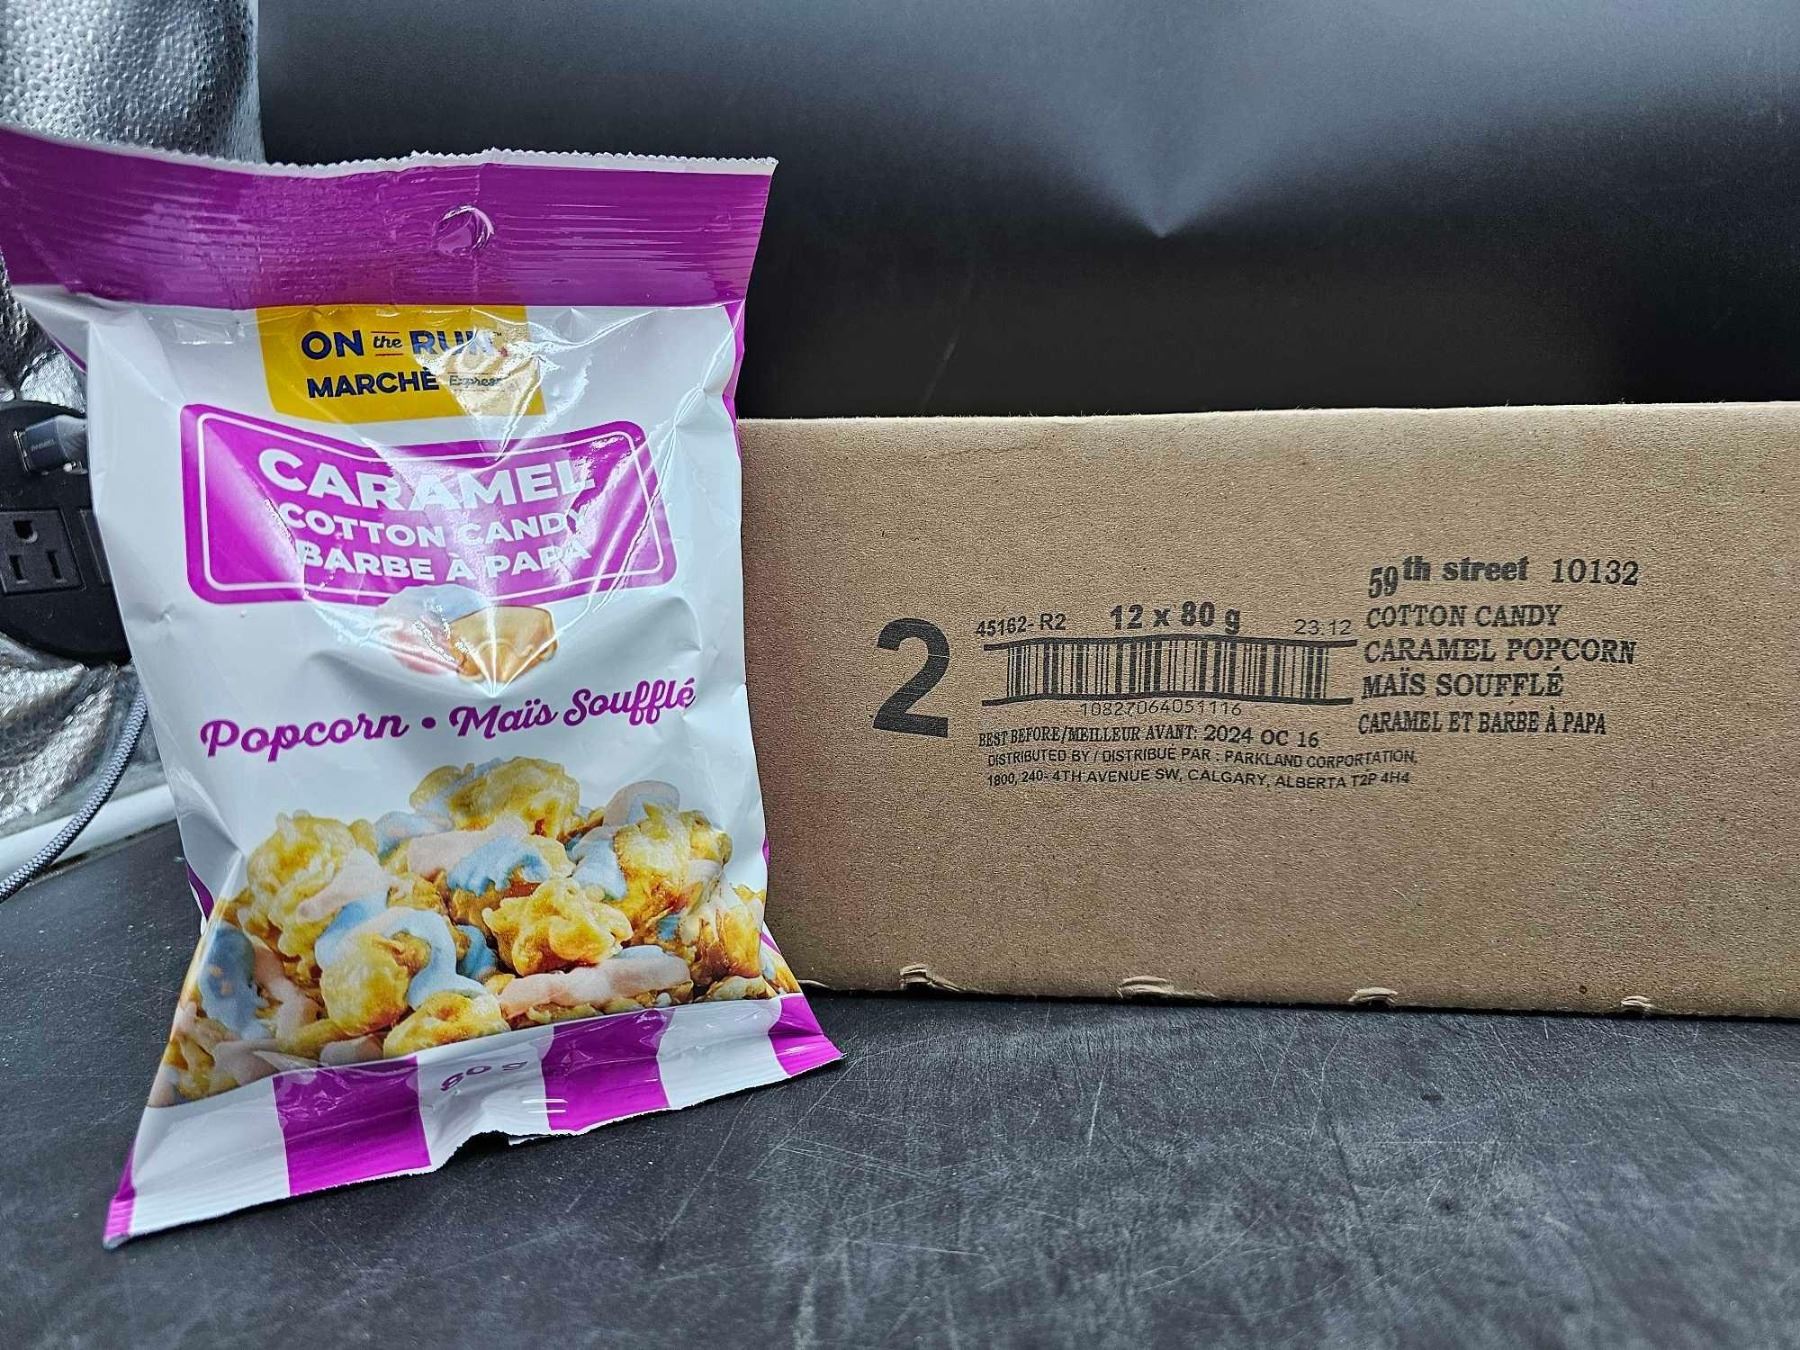 ON the RUN
MARCHÉ Express
CARAMEL
COTTON CANDY
BARBE À PAPA
Popcorn • Maïs Soufflé
80 g
2
45162-R2 12 x 80 g 23.12
10827064051116
BEST BEFORE/MEILLEUR AVANT: 2024 OC 16
DISTRIBUTED BY / DISTRIBUÉ PAR : PARKLAND CORPORTATION,
1800, 240- 4TH AVENUE SW, CALGARY, ALBERTA T2P 4H4
59th street 10132
COTTON CANDY
CARAMEL POPCORN
MAÏS SOUFFLÉ
CARAMEL ET BARBE À PAPA